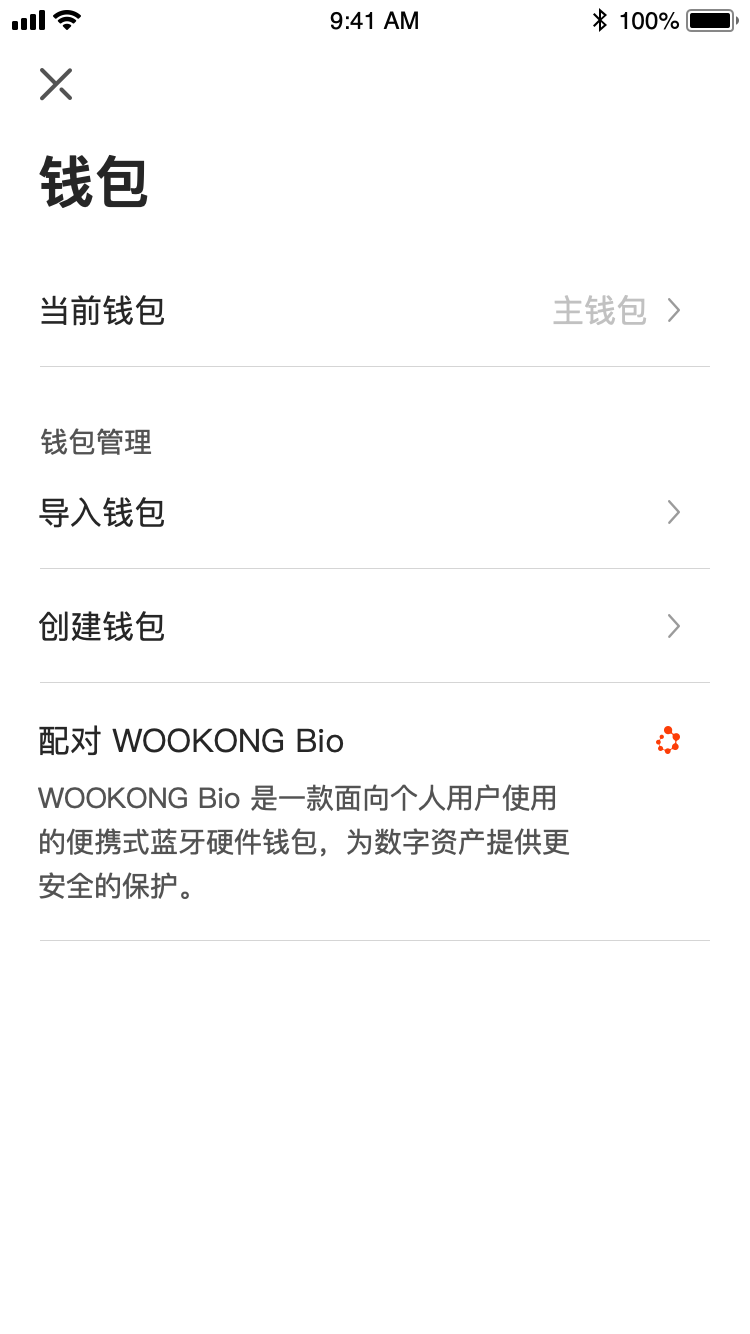 9:41 AM
100%
钱包
当前钱包
主钱包
钱包管理
导入钱包
创建钱包
配对 WOOKONG Bio
WOOKONG Bio 是一款面向个人用户使用
的便携式蓝牙硬件钱包，为数字资产提供更
安全的保护。